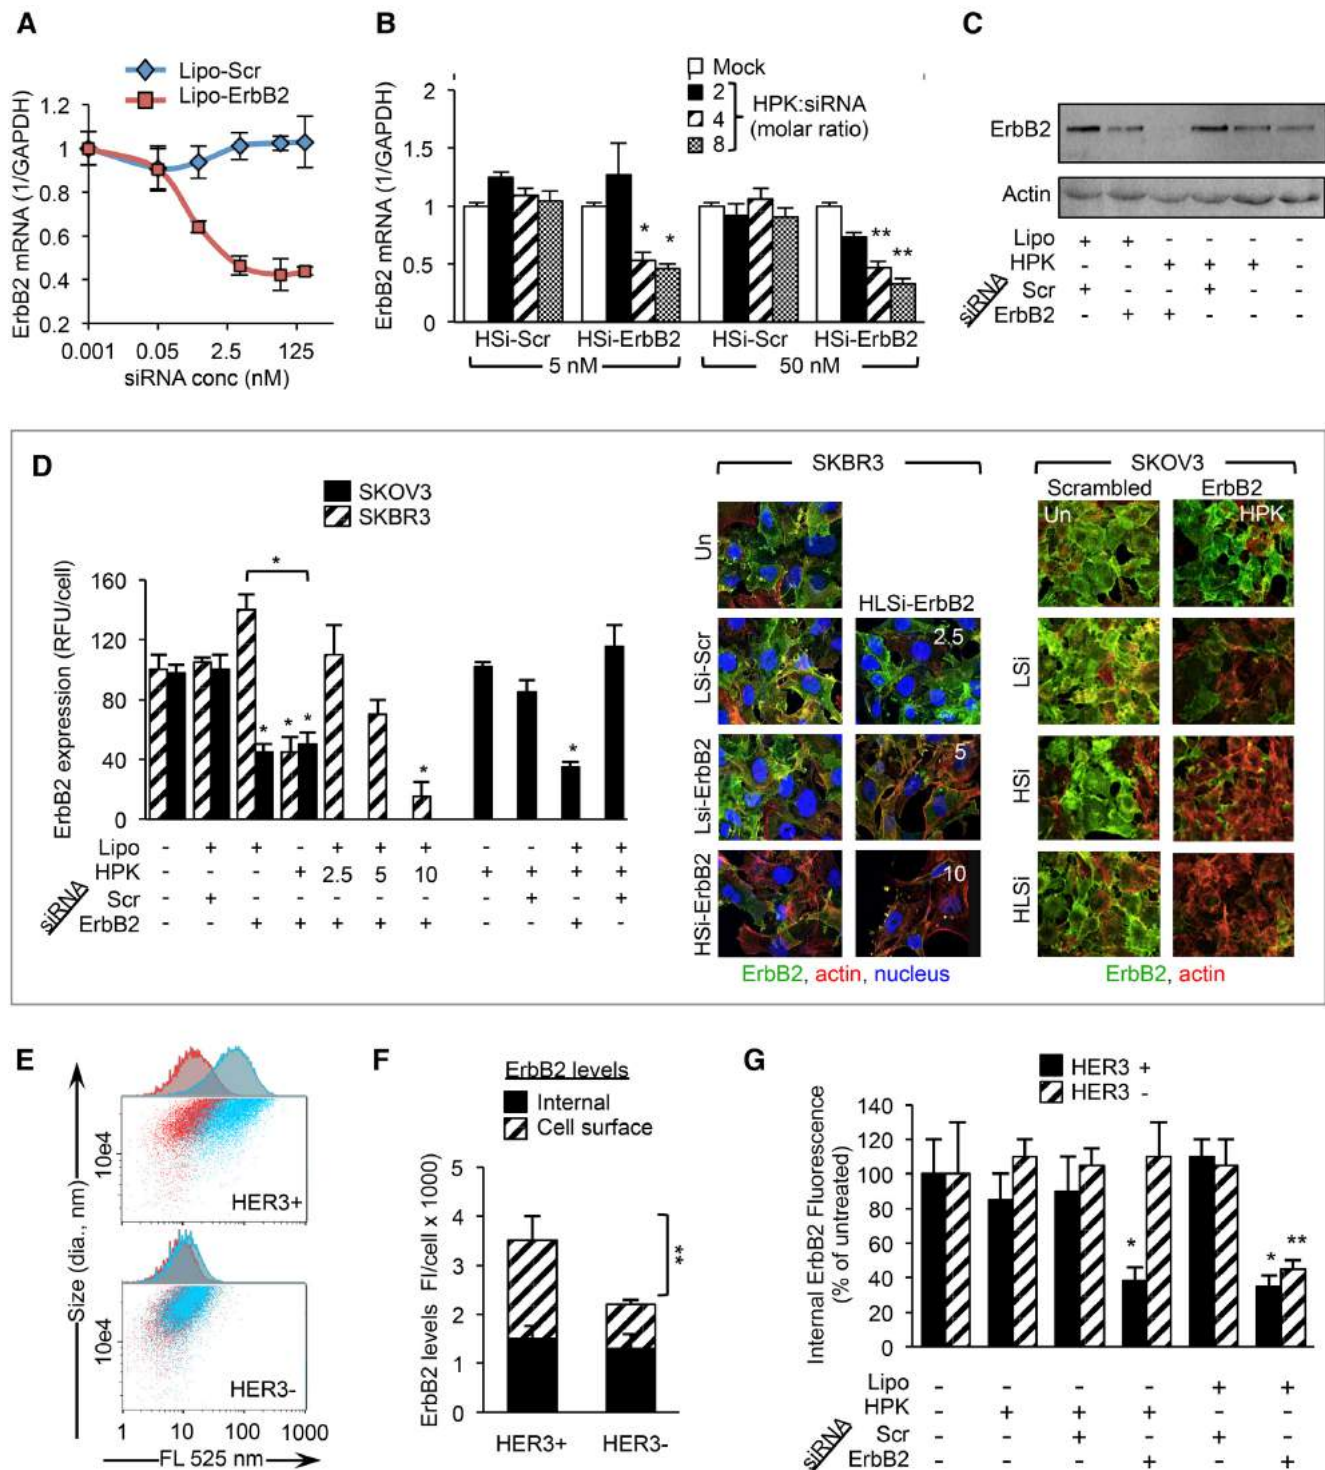 A
Lipo-Scr
Lipo-ErbB2
ErbB2 mRNA (1/GAPDH)
1.2
1
0.8
0.6
0.4
0.2
0.001 0.05 2.5 125
siRNA conc (nM)
B
Mock
2
4
8
HPK:siRNA
(molar ratio)
ErbB2 mRNA (1/GAPDH)
2
1.5
1
0.5
0
* *
** **
HSi-Scr HSi-ErbB2 HSi-Scr HSi-ErbB2
5 nM 50 nM
C
ErbB2
Actin
Lipo + + - - - -
HPK - - + + + -
siRNA
Scr + - - + - -
ErbB2 - + + - - -
D
SKOV3
SKBR3
ErbB2 expression (RFU/cell)
160
120
80
40
0
*
* * * * *
Lipo - + + - + + + - - + +
HPK - - - + 2.5 5 10 + + + +
siRNA
Scr - + - - - - - - + - +
ErbB2 - - + + + + + - - + -
SKBR3
Un
HLSi-ErbB2
LSi-Scr
2.5
Lsi-ErbB2
5
HSi-ErbB2
10
ErbB2, actin, nucleus
SKOV3
Scrambled ErbB2
Un HPK
LSi
HSi
HLSi
ErbB2, actin
E
Size (dia., nm)
10e4
HER3+
10e4
HER3-
1 10 100 1000
FL 525 nm
F
ErbB2 levels
Internal
Cell surface
ErbB2 levels FI/cell x 1000)
5
4
3
2
1
0
**
HER3+ HER3-
G
HER3 +
HER3 -
Internal ErbB2 Fluorescence
(% of untreated)
140
120
100
80
60
40
20
0
* * **
Lipo - - - - + +
HPK - + + + - -
siRNA
Scr - - + - + -
ErbB2 - - - + - +